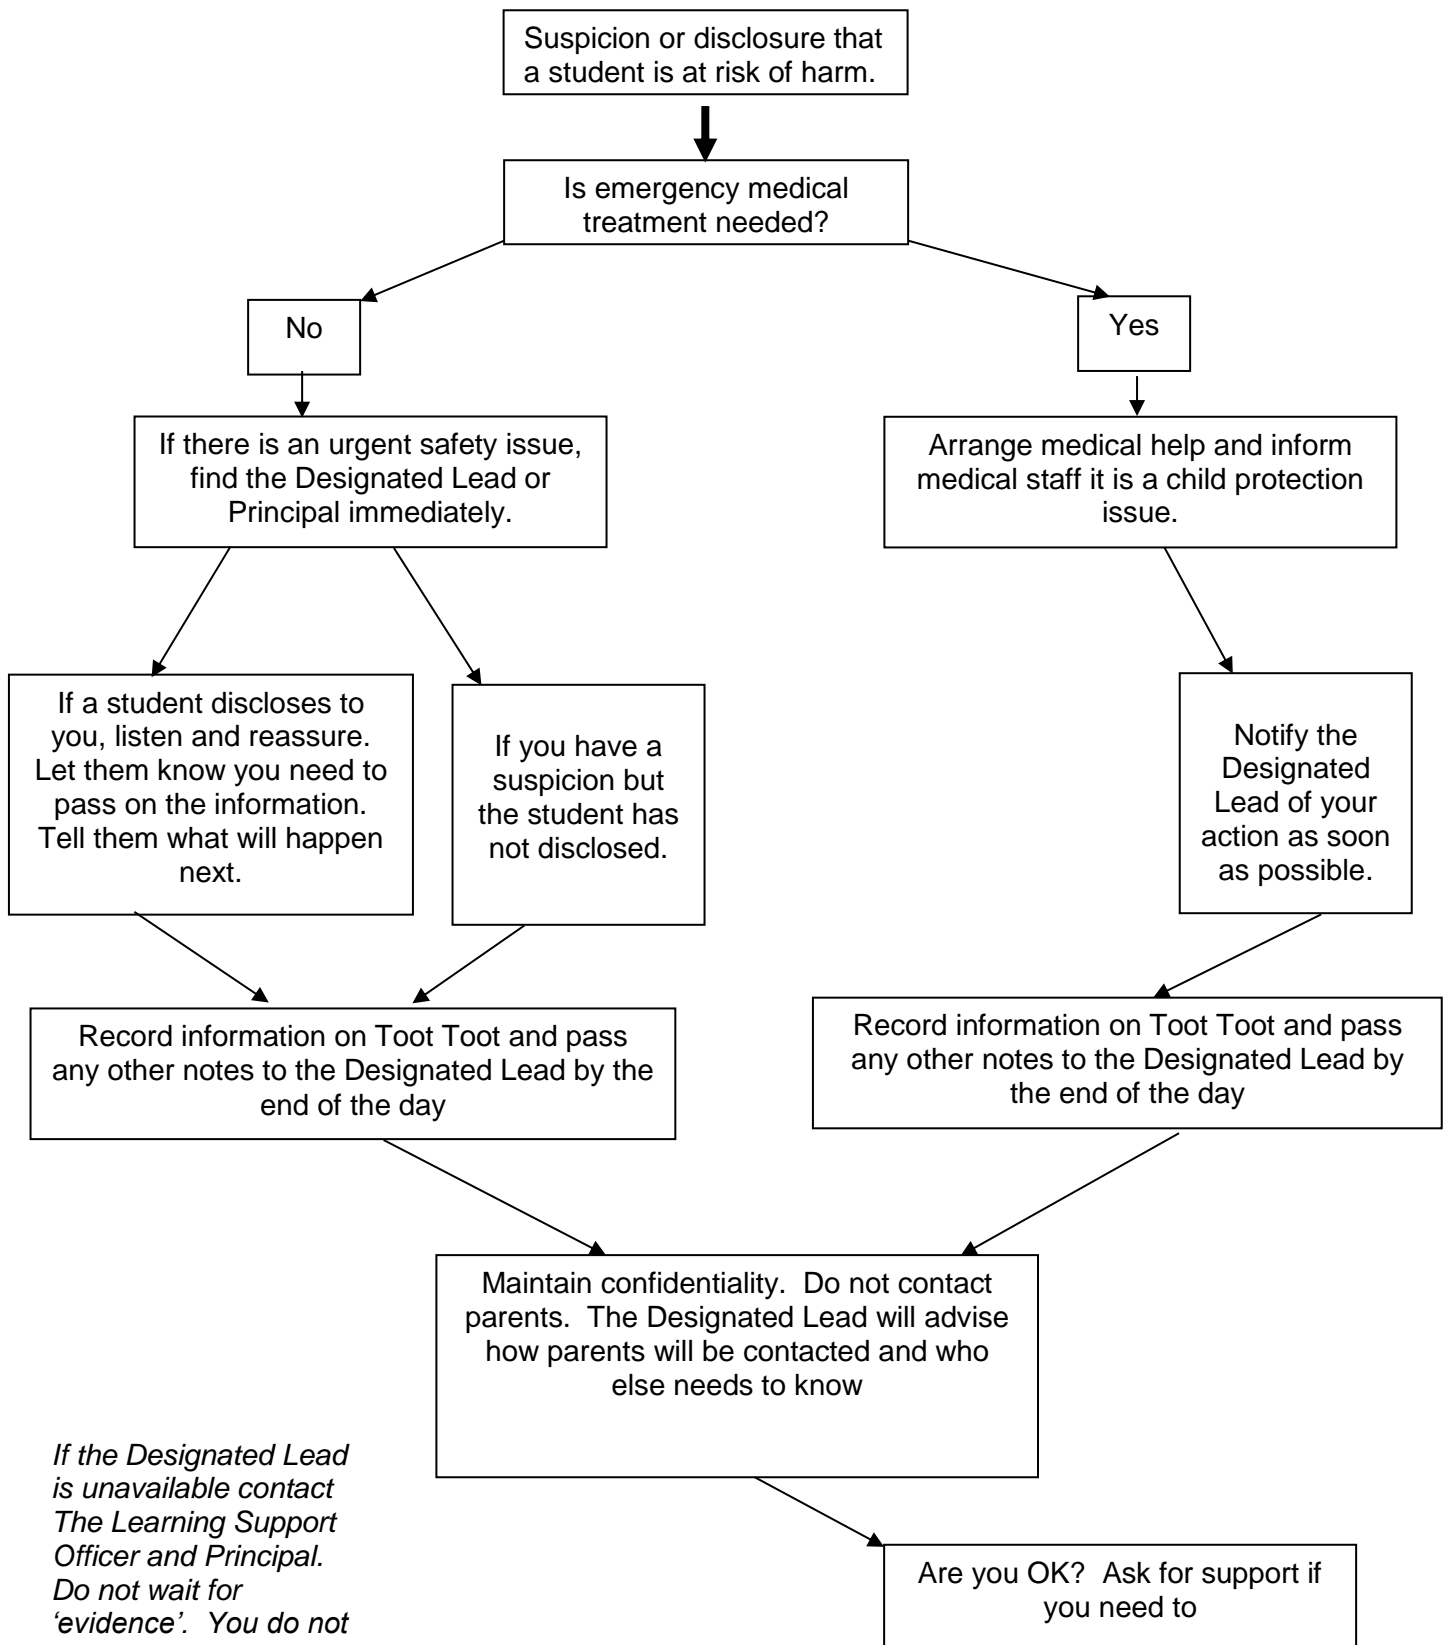 Suspicion or disclosure that
a student is at risk of harm.
Is emergency medical
treatment needed?
No
Yes
If there is an urgent safety issue,
find the Designated Lead or
Principal immediately.
Arrange medical help and inform
medical staff it is a child protection
issue.
If a student discloses to
you, listen and reassure.
Let them know you need to
pass on the information.
Tell them what will happen
next.
If you have a
suspicion but
the student has
not disclosed.
Notify the
Designated
Lead of your
action as soon
as possible.
Record information on Toot Toot and pass
any other notes to the Designated Lead by the
end of the day
Record information on Toot Toot and pass
any other notes to the Designated Lead by
the end of the day
Maintain confidentiality. Do not contact
parents. The Designated Lead will advise
how parents will be contacted and who
else needs to know
If the Designated Lead
is unavailable contact
The Learning Support
Officer and Principal.
Do not wait for
‘evidence’. You do not
Are you OK? Ask for support if
you need to